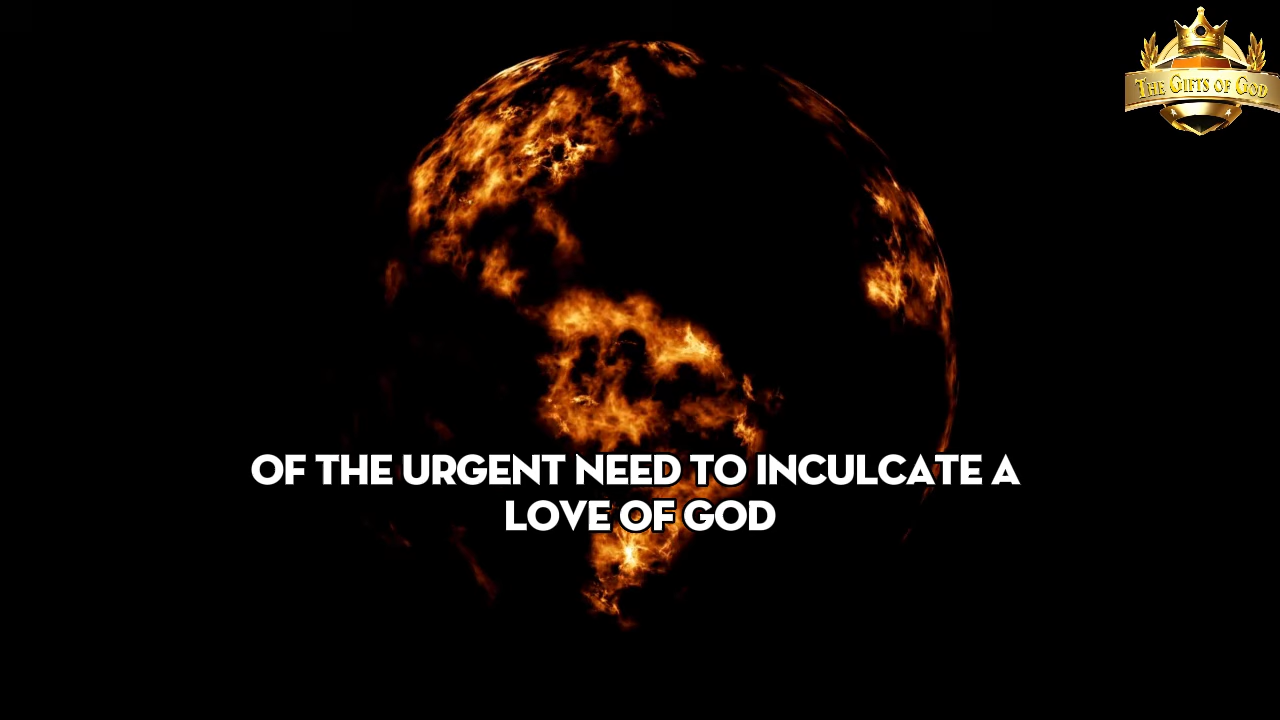 The Gifts of God
OF THE URGENT NEED TO INCULCATE A
LOVE OF GOD